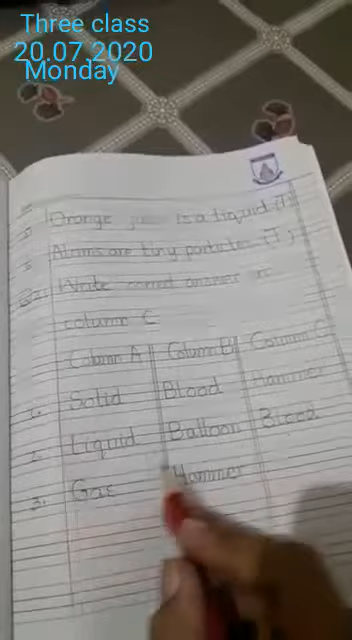 Three class
20.07.2020
Monday
Orange juice is a liquid (T)
Atoms are tiny particles. (T)
Write correct answer in
column C
Column A Column B Column C
1. Solid Blood Hammer
2. Liquid Balloon Blood
3. Gas Hammer